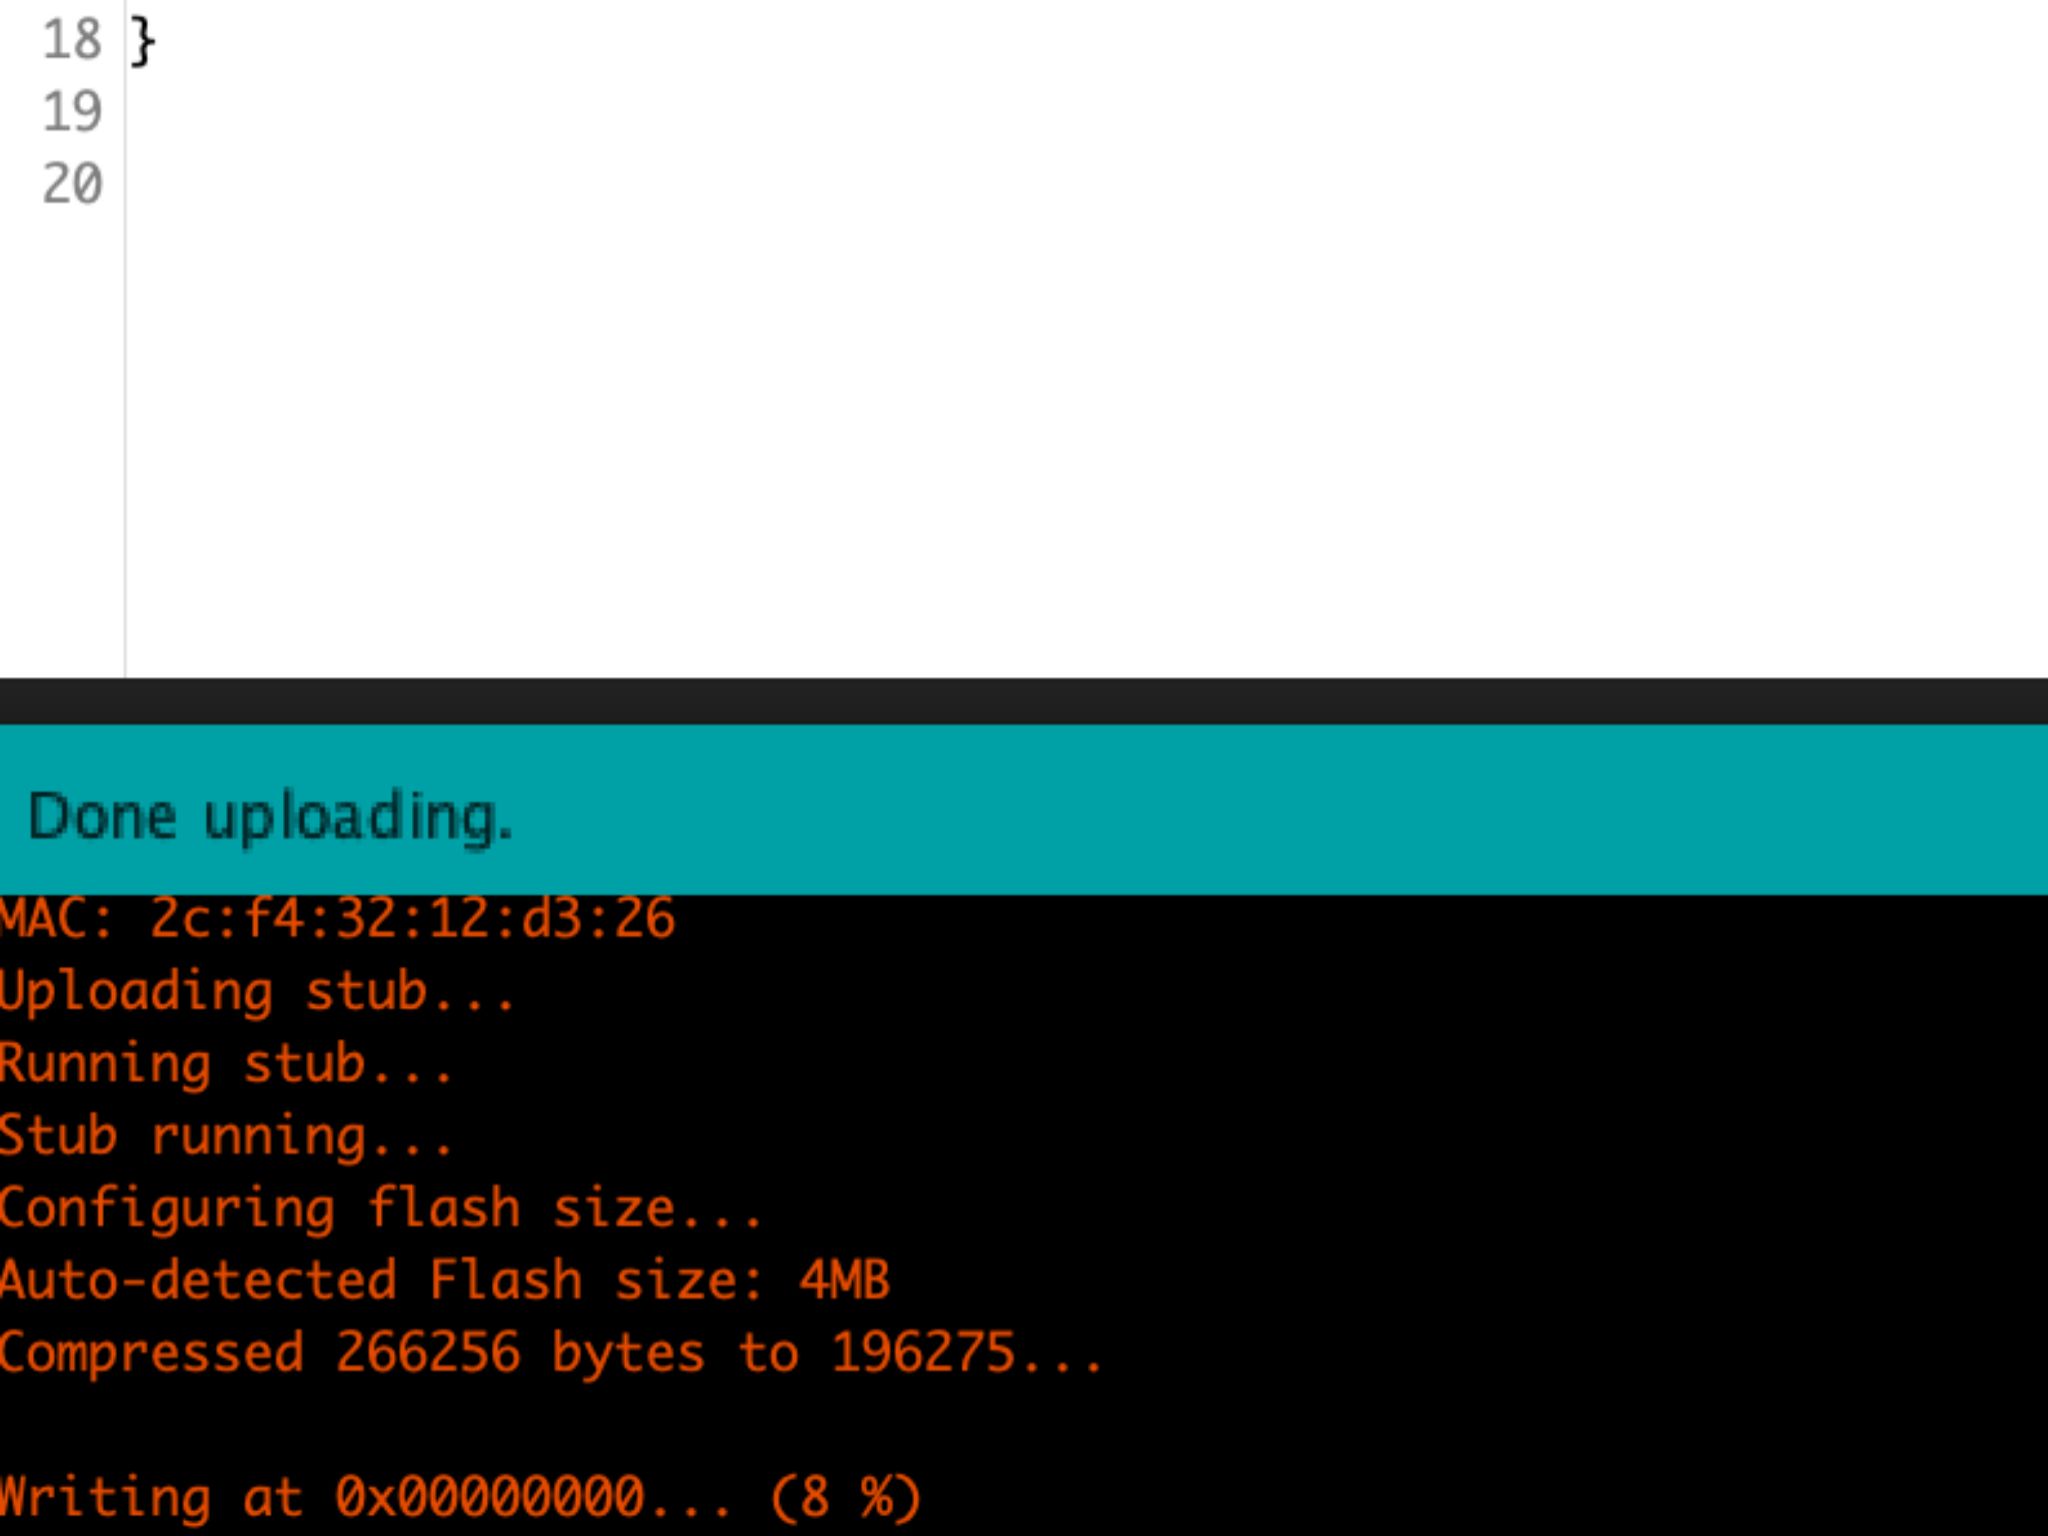 18 }
19
20
Done uploading.
MAC: 2c:f4:32:12:d3:26
Uploading stub...
Running stub...
Stub running...
Configuring flash size...
Auto-detected Flash size: 4MB
Compressed 266256 bytes to 196275...
Writing at 0x00000000... (8 %)